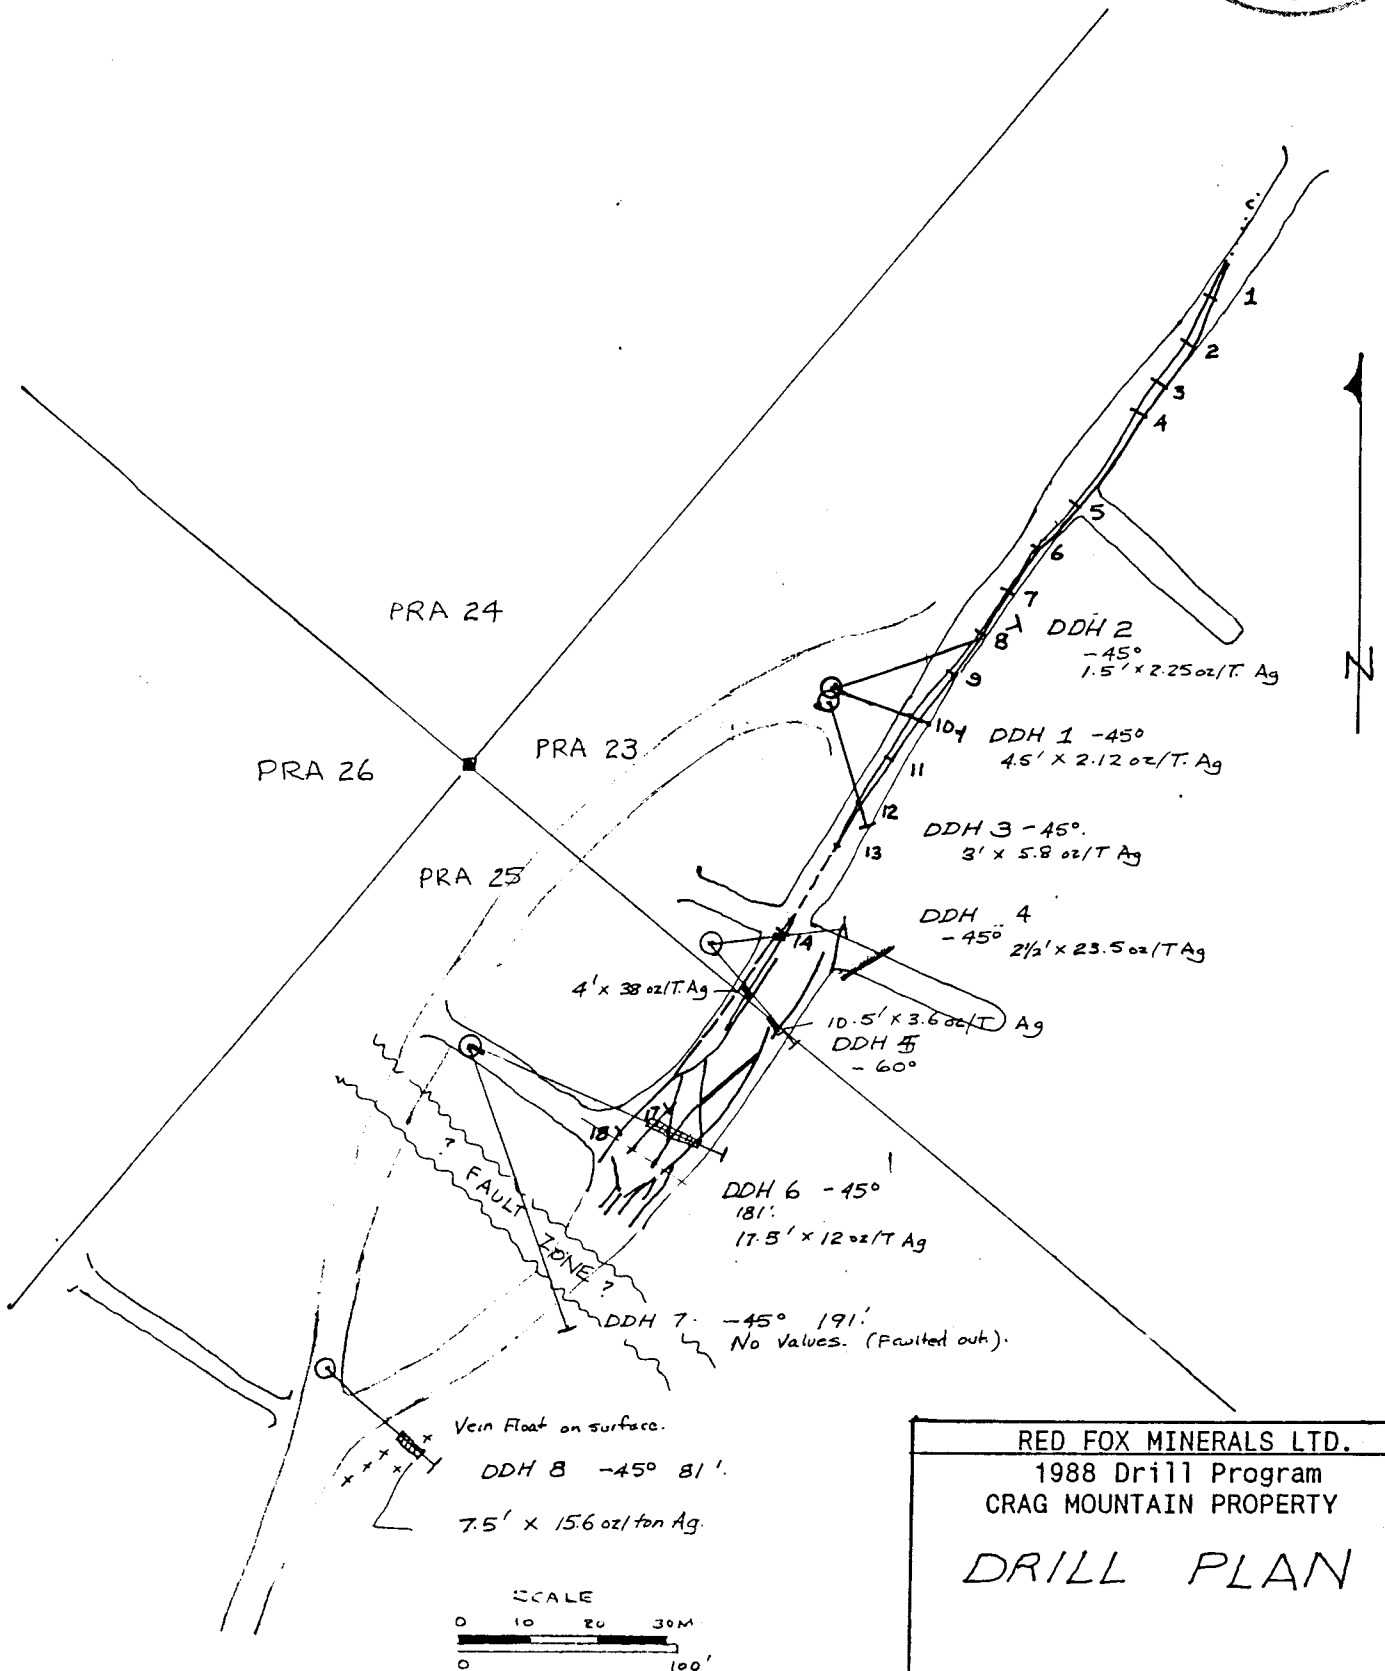 1
2
3
4
5
6
7
8
DDH 2
-45°
1.5' x 2.25 oz/T. Ag
9
N
PRA 24
10
DDH 1 -45°
4.5' x 2.12 oz/T. Ag
PRA 23
PRA 26
11
12
DDH 3 -45°.
3' x 5.8 oz/T Ag
13
PRA 25
DDH 4
-45° 2½' x 23.5 oz/T Ag
14
4' x 38 oz/T. Ag
10.5' x 3.6 oz/T Ag
DDH 5
-60°
17
18
? FAULT ZONE ?
DDH 6 -45°
181'.
17.5' x 12 oz/T Ag
DDH 7. -45° 191.'
No Values. (Faulted out).
Vein Float on surface.
DDH 8 -45° 81'.
7.5' x 15.6 oz/ton Ag.
RED FOX MINERALS LTD.
1988 Drill Program
CRAG MOUNTAIN PROPERTY
DRILL PLAN
SCALE
0 10 20 30M
0 100'